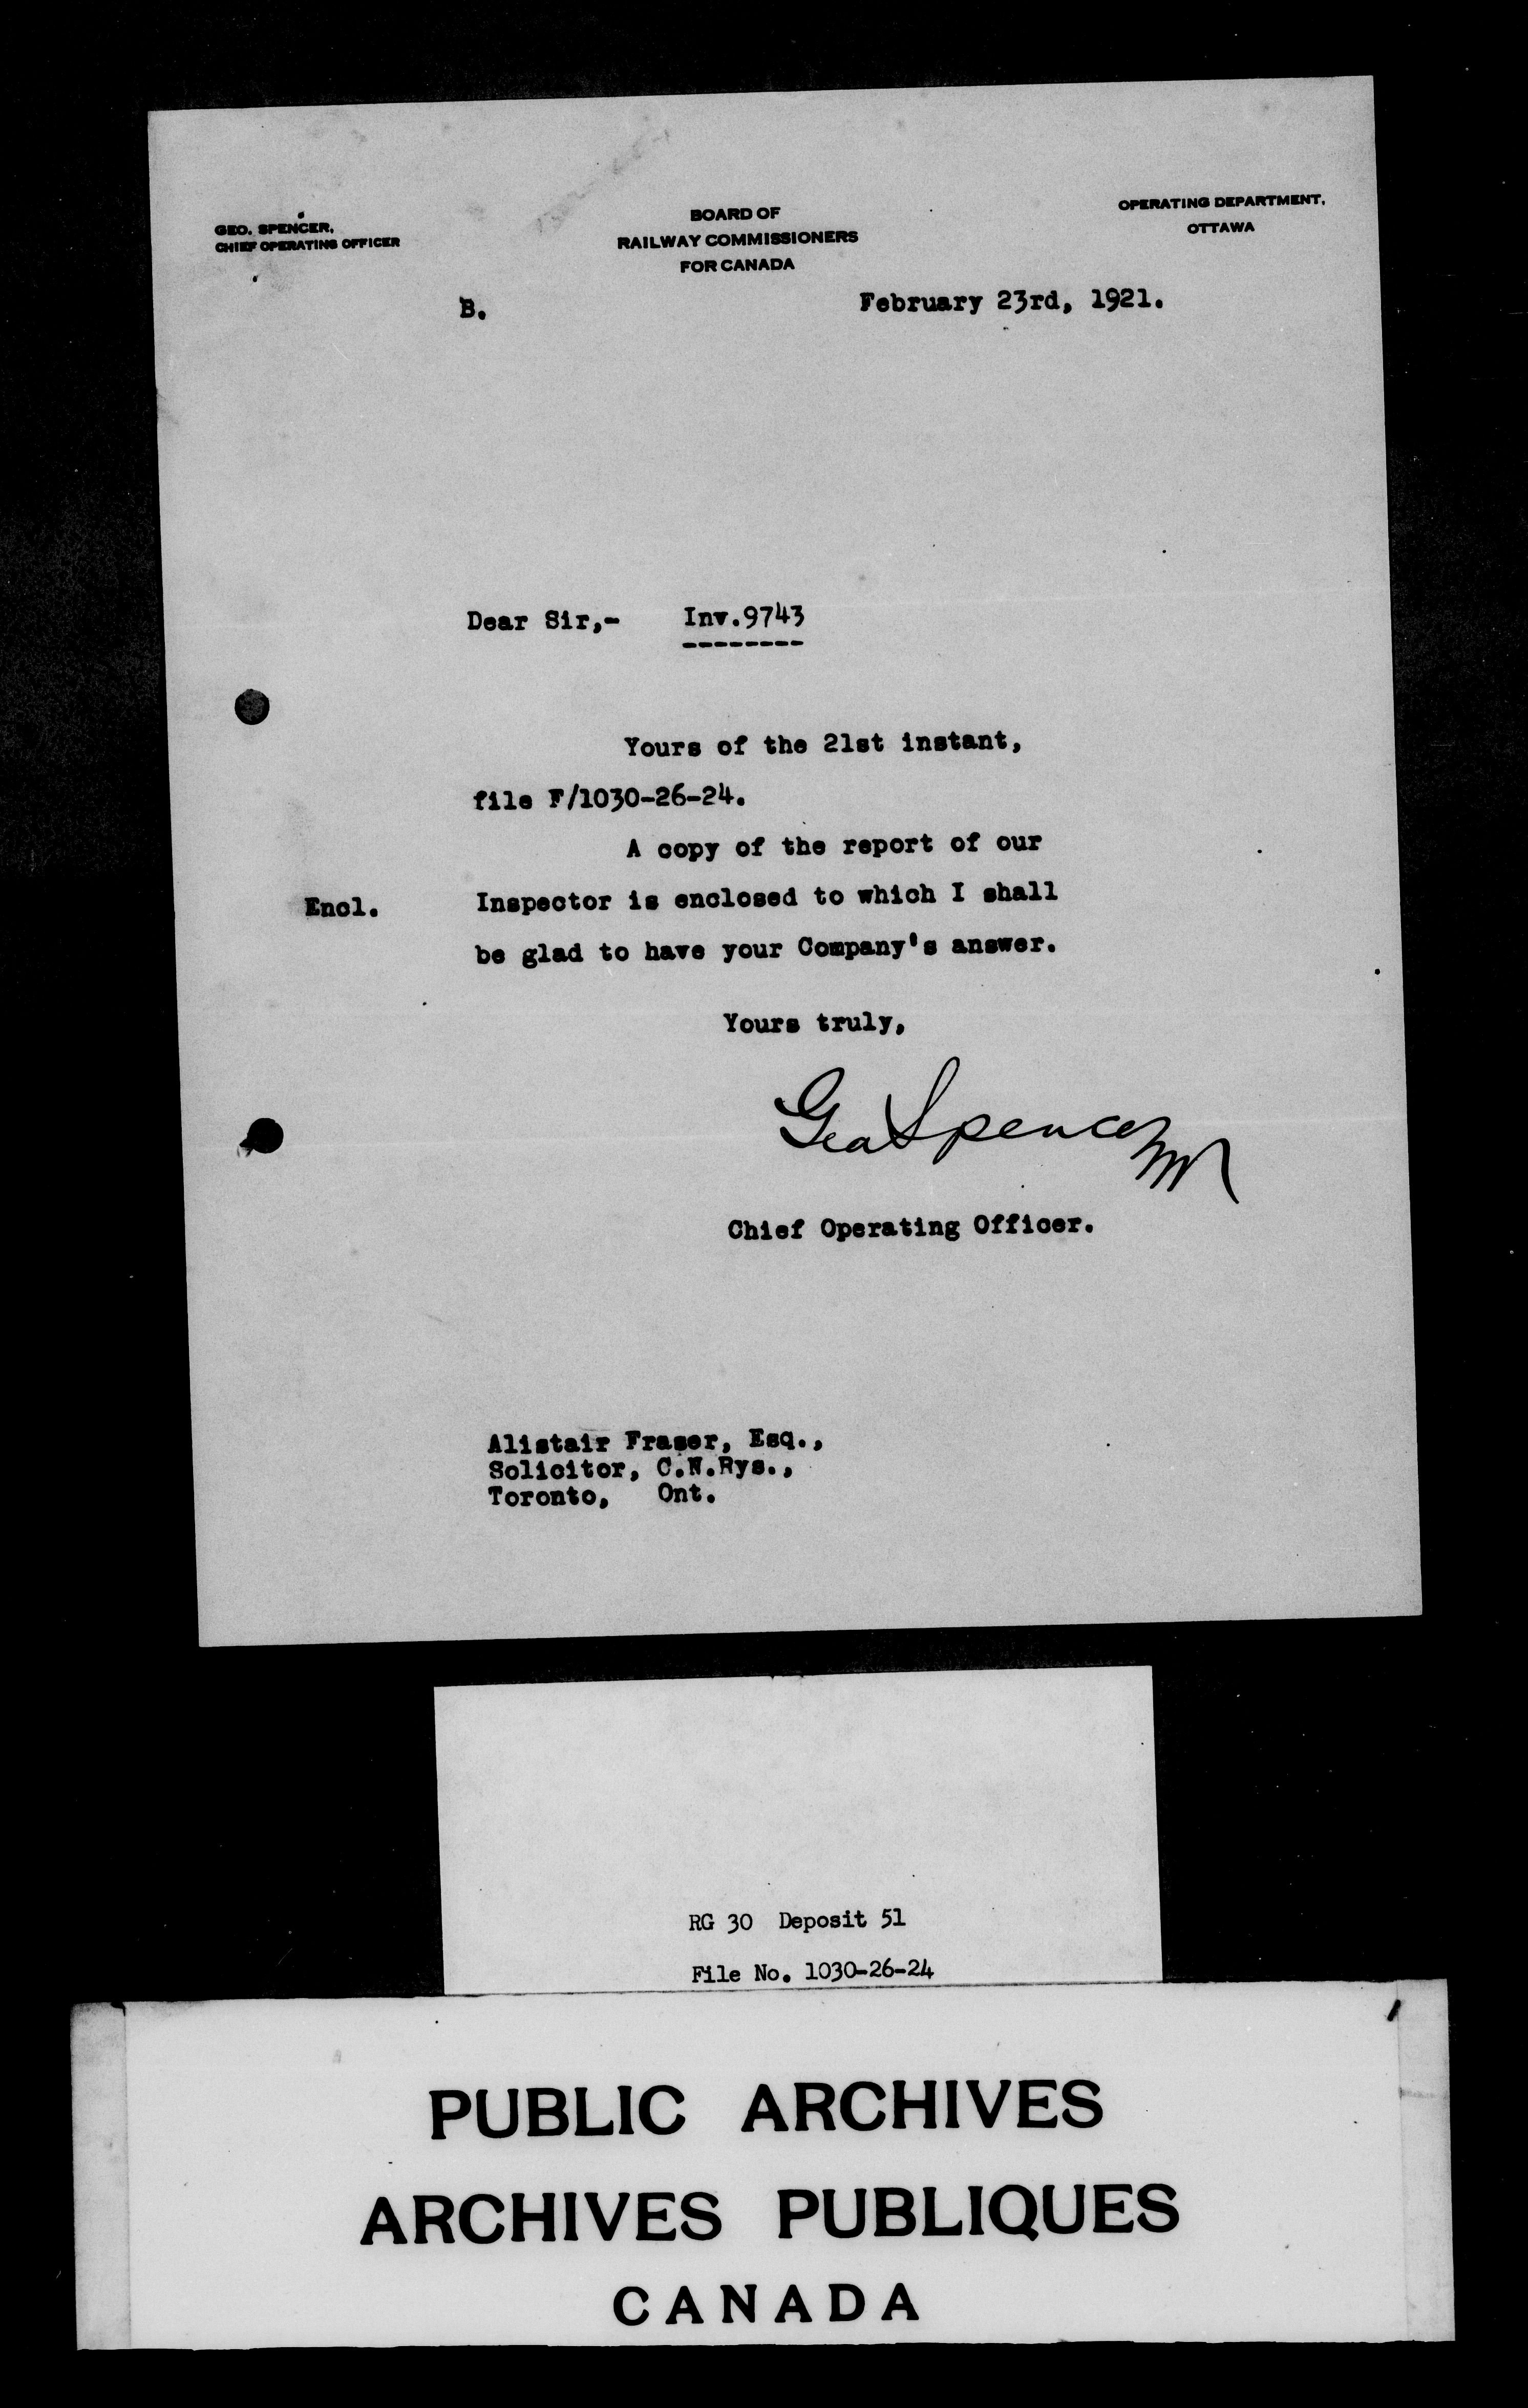 GEO. SPENCER,
CHIEF OPERATING OFFICER
BOARD OF
RAILWAY COMMISSIONERS
FOR CANADA
OPERATING DEPARTMENT,
OTTAWA
B.
February 23rd, 1921.
Dear Sir,- Inv.9743
--------
Yours of the 21st instant,
file F/1030-26-24.
A copy of the report of our
Encl. Inspector is enclosed to which I shall
be glad to have your Company's answer.
Yours truly,
Geo Spencer
Chief Operating Officer.
Alistair Fraser, Esq.,
Solicitor, C.N.Rys.,
Toronto, Ont.
RG 30 Deposit 51
File No. 1030-26-24
PUBLIC ARCHIVES
ARCHIVES PUBLIQUES
CANADA